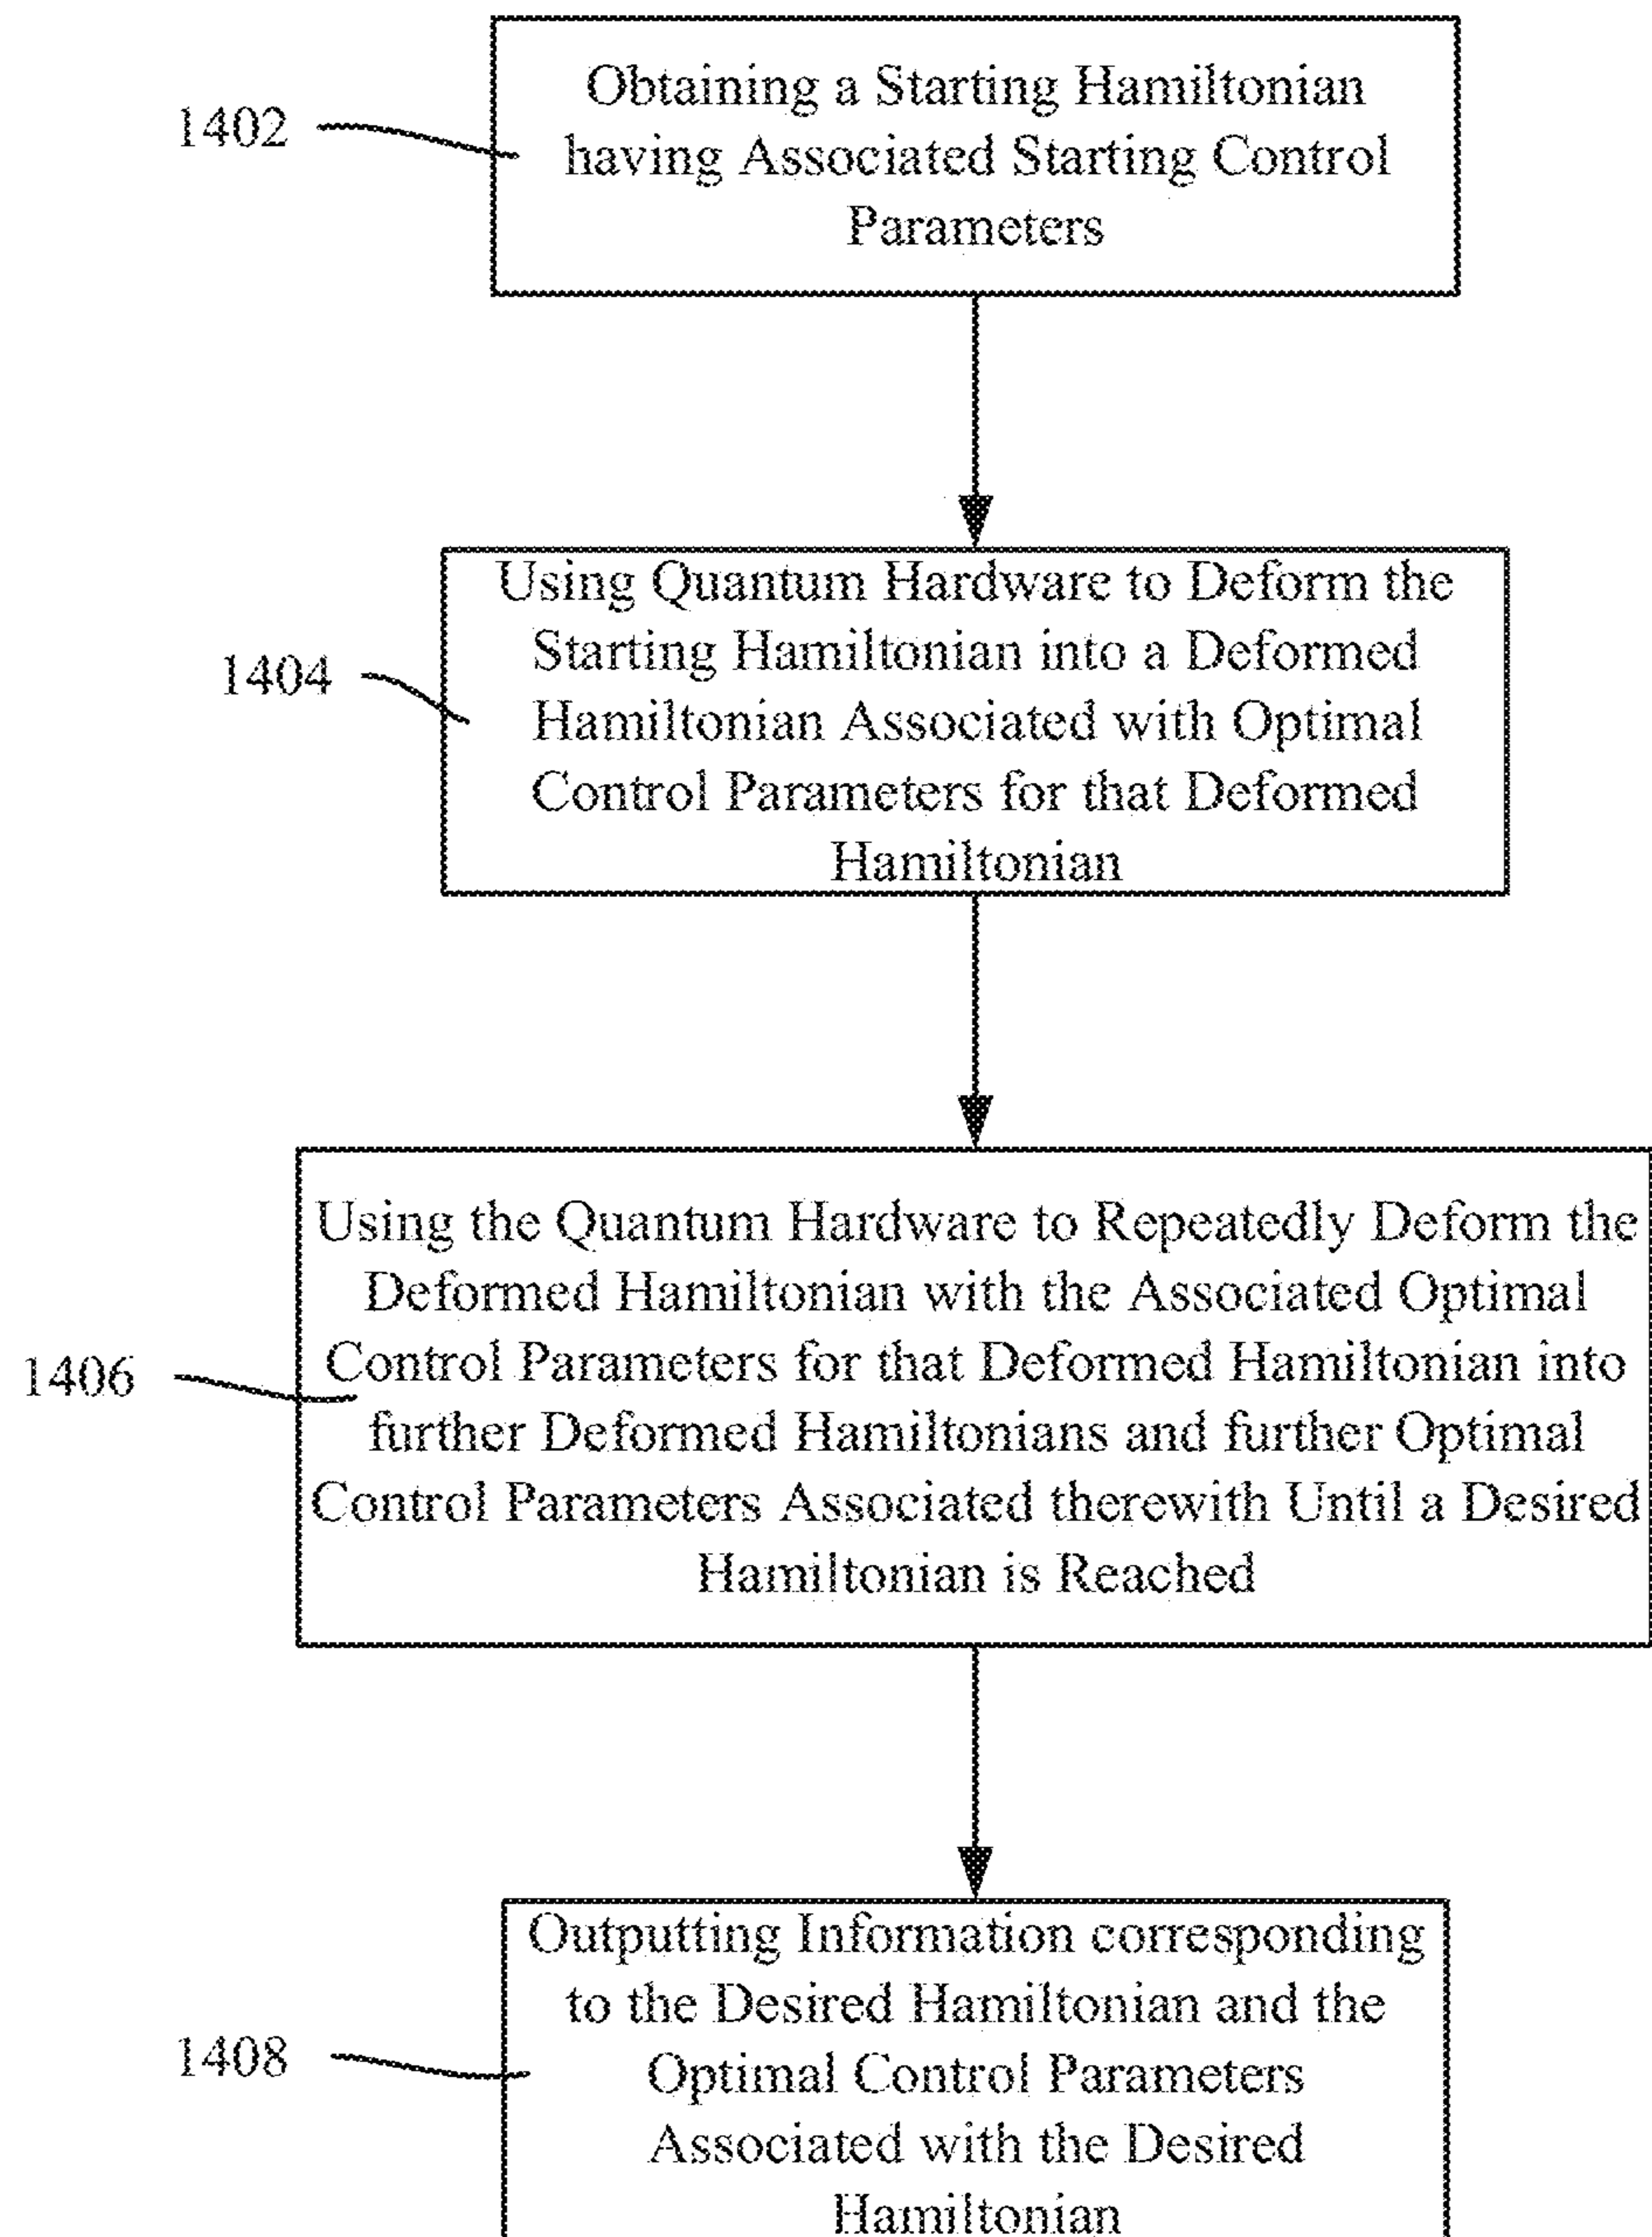 Obtaining a Starting Hamiltonian
1402
having Associated Starting Control
Parameters
Using Quantum Hardware to Deform the
Starting Hamiltonian into a Deformed
1404
Hamiltonian Associated with Optimal
Control Parameters for that Deformed
Hamiltonian
Using the Quantum Hardware to Repeatedly Deform the
Deformed Hamiltonian with the Associated Optimal
1406
Control Parameters for that Deformed Hamiltonian into
further Deformed Hamiltonians and further Optimal
Control Parameters Associated therewith Until a Desired
Hamiltonian is Reached
Outputting Information corresponding
to the Desired Hamiltonian and the
1408
Optimal Control Parameters
Associated with the Desired
Hamiltonian